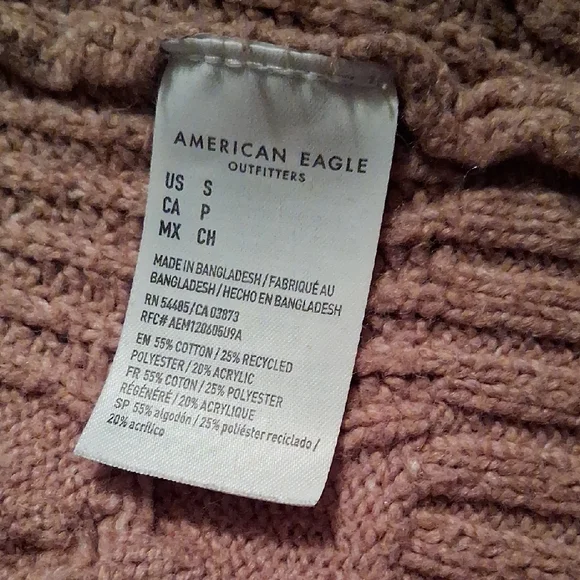 AMERICAN EAGLE
OUTFITTERS
US S
CA P
MX CH
MADE IN BANGLADESH / FABRIQUÉ AU
BANGLADESH / HECHO EN BANGLADESH
RN 54485/CA 03873
RFC# AEM120605U9A
EN 55% COTTON / 25% RECYCLED
POLYESTER / 20% ACRYLIC
FR 55% COTON / 25% POLYESTER
RÉGÉNÉRÉ / 20% ACRYLIQUE
SP 55% algodón / 25% poliéster reciclado /
20% acrílico